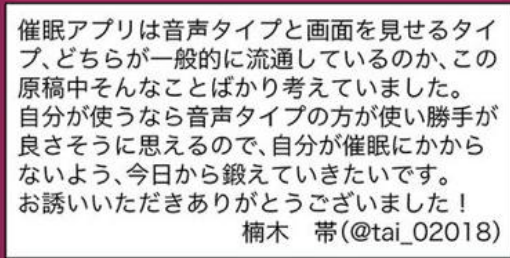 催眠アプリは音声タイプと画面を見せるタイ
プ、どちらが一般的に流通しているのか、この
原稿中そんなことばかり考えていました。
自分が使うなら音声タイプの方が使い勝手が
良さそうに思えるので、自分が催眠にかから
ないよう、今日から鍛えていきたいです。
お誘いいただきありがとうございました！
楠木　帯(@tai_02018)